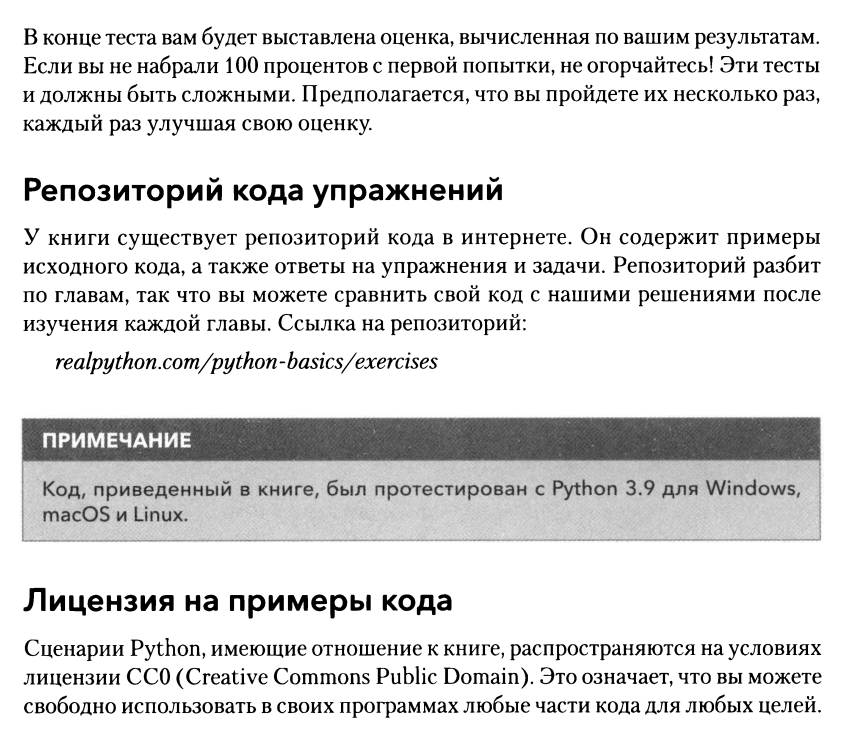 В конце теста вам будет выставлена оценка, вычисленная по вашим результатам.
Если вы не набрали 100 процентов с первой попытки, не огорчайтесь! Эти тесты
и должны быть сложными. Предполагается, что вы пройдете их несколько раз,
каждый раз улучшая свою оценку.
Репозиторий кода упражнений
У книги существует репозиторий кода в интернете. Он содержит примеры
исходного кода, а также ответы на упражнения и задачи. Репозиторий разбит
по главам, так что вы можете сравнить свой код с нашими решениями после
изучения каждой главы. Ссылка на репозиторий:
realpython.com/python-basics/exercises
ПРИМЕЧАНИЕ
Код, приведенный в книге, был протестирован с Python 3.9 для Windows,
macOS и Linux.
Лицензия на примеры кода
Сценарии Python, имеющие отношение к книге, распространяются на условиях
лицензии CC0 (Creative Commons Public Domain). Это означает, что вы можете
свободно использовать в своих программах любые части кода для любых целей.